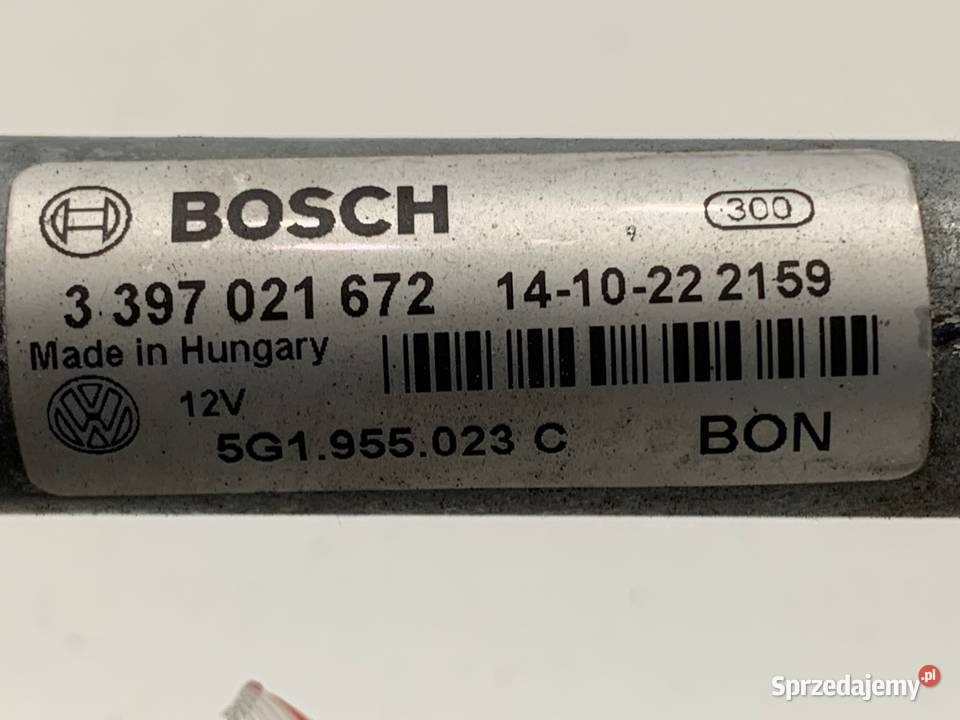 BOSCH 300
3 397 021 672 14-10-22 2159
Made in Hungary
12V
5G1.955.023 C BON
Sprzedajemy.pl